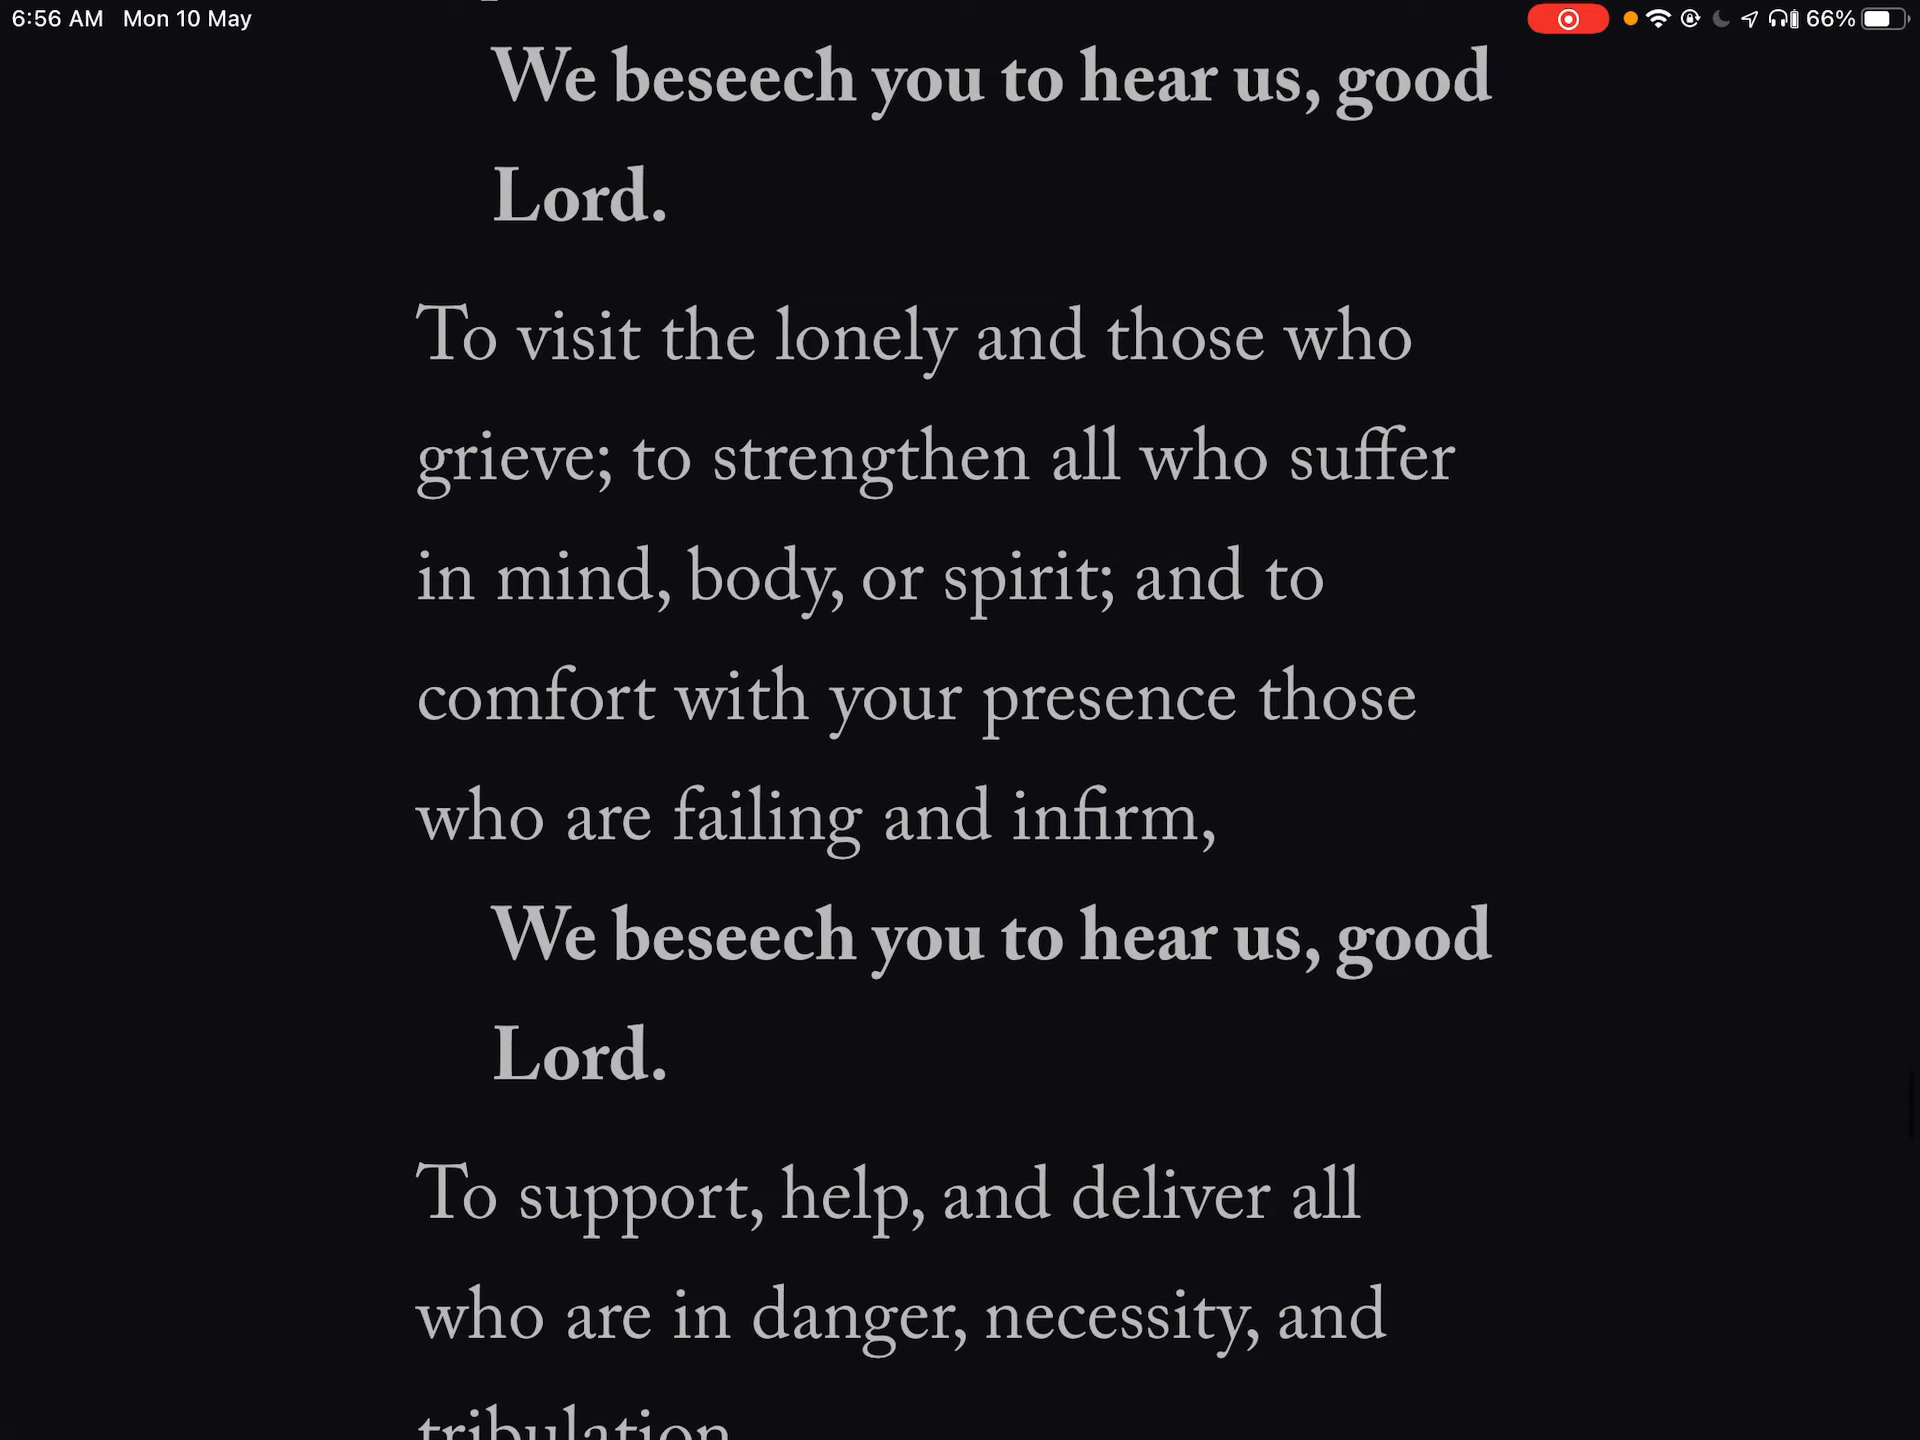 6:56 AM Mon 10 May 66%
We beseech you to hear us, good
Lord.
To visit the lonely and those who
grieve; to strengthen all who suffer
in mind, body, or spirit; and to
comfort with your presence those
who are failing and infirm,
We beseech you to hear us, good
Lord.
To support, help, and deliver all
who are in danger, necessity, and
tribulation